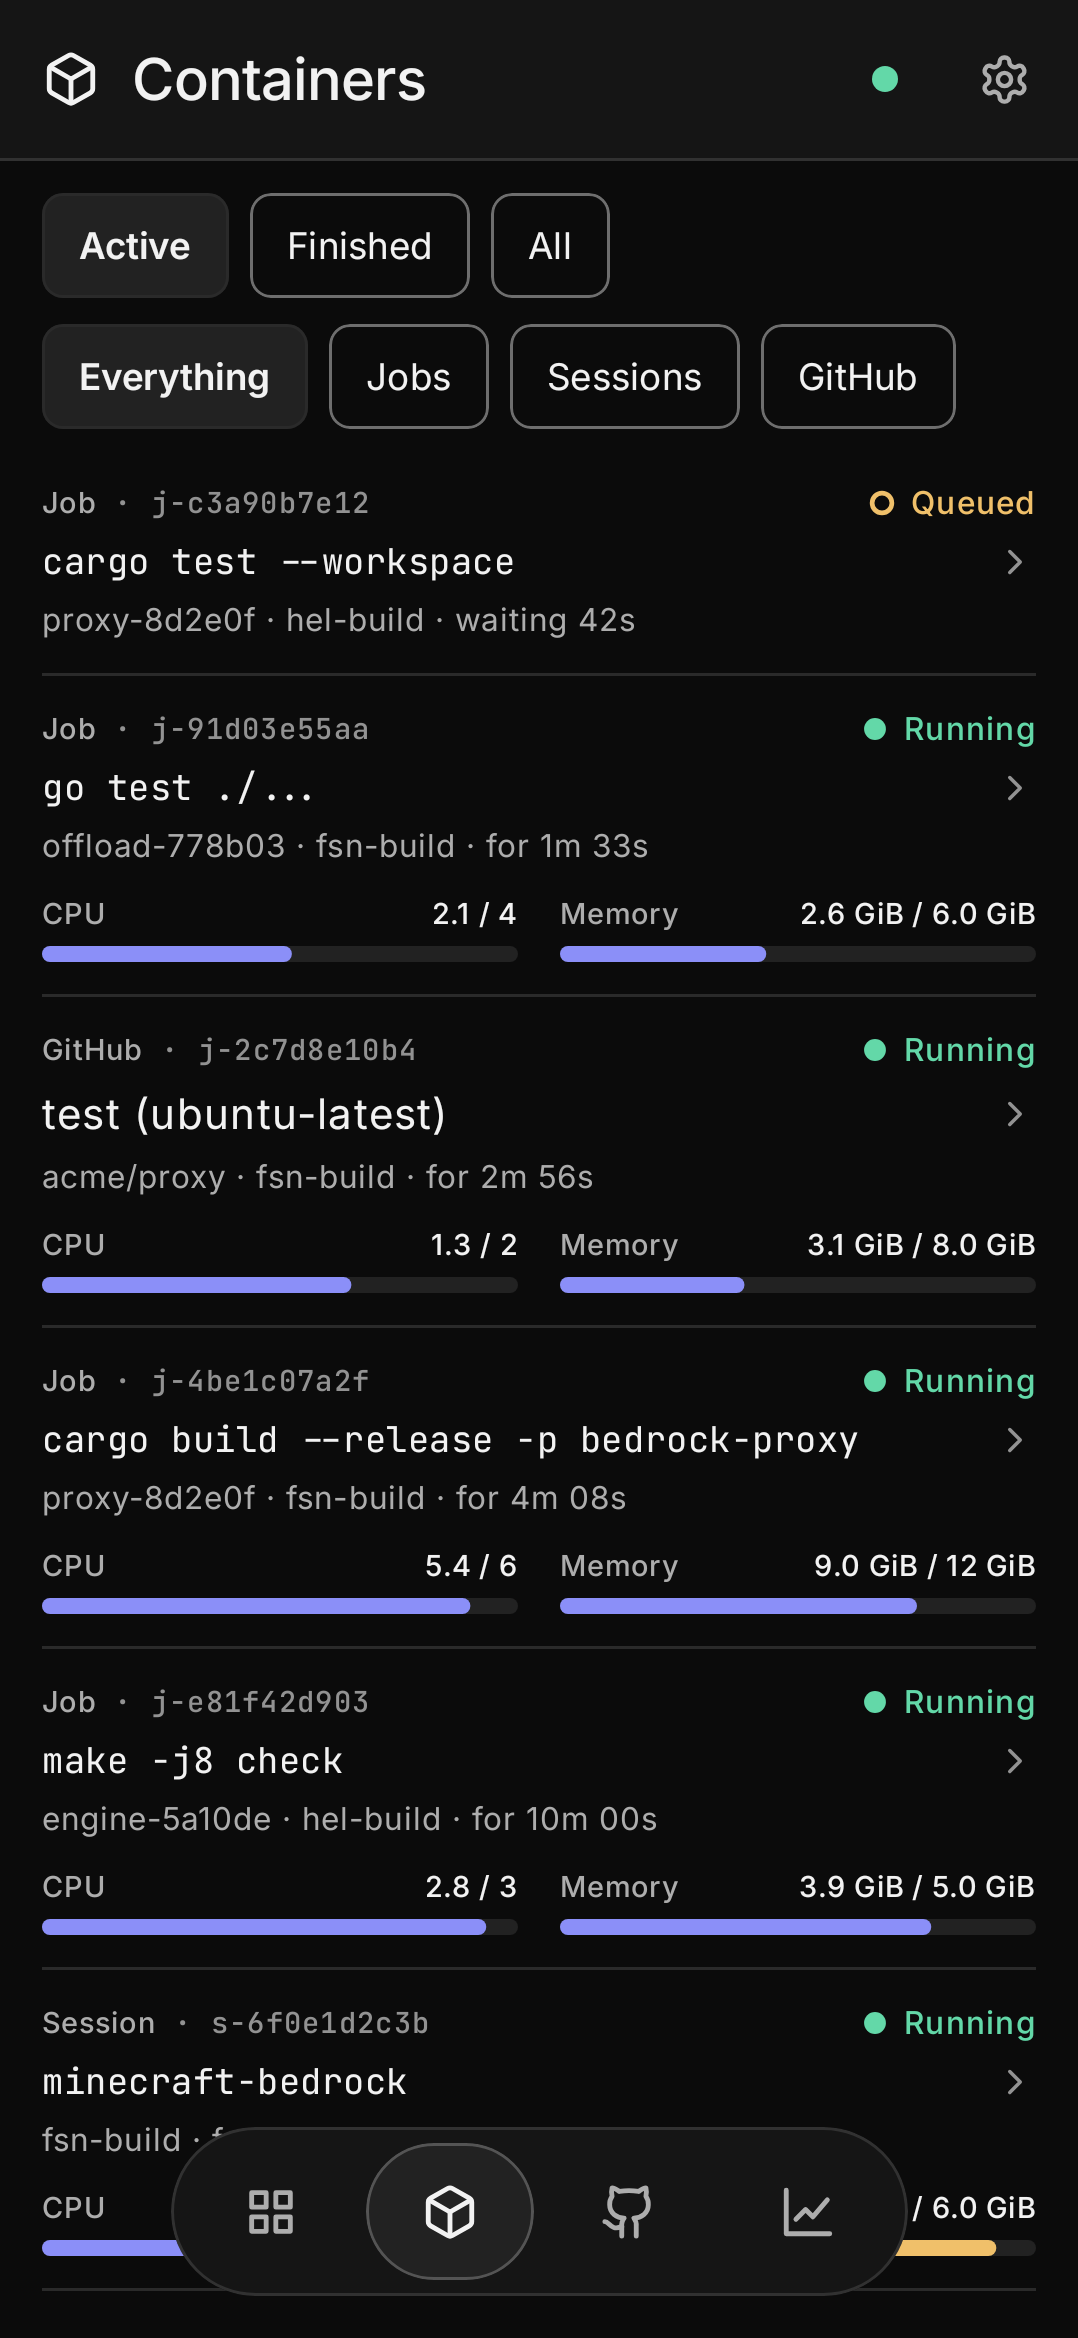 Containers
Active Finished All
Everything Jobs Sessions GitHub
Job · j-c3a90b7e12 Queued
cargo test --workspace
proxy-8d2e0f · hel-build · waiting 42s
Job · j-91d03e55aa Running
go test ./...
offload-778b03 · fsn-build · for 1m 33s
CPU 2.1 / 4 Memory 2.6 GiB / 6.0 GiB
GitHub · j-2c7d8e10b4 Running
test (ubuntu-latest)
acme/proxy · fsn-build · for 2m 56s
CPU 1.3 / 2 Memory 3.1 GiB / 8.0 GiB
Job · j-4be1c07a2f Running
cargo build --release -p bedrock-proxy
proxy-8d2e0f · fsn-build · for 4m 08s
CPU 5.4 / 6 Memory 9.0 GiB / 12 GiB
Job · j-e81f42d903 Running
make -j8 check
engine-5a10de · hel-build · for 10m 00s
CPU 2.8 / 3 Memory 3.9 GiB / 5.0 GiB
Session · s-6f0e1d2c3b Running
minecraft-bedrock
fsn-build ·
CPU / 6.0 GiB